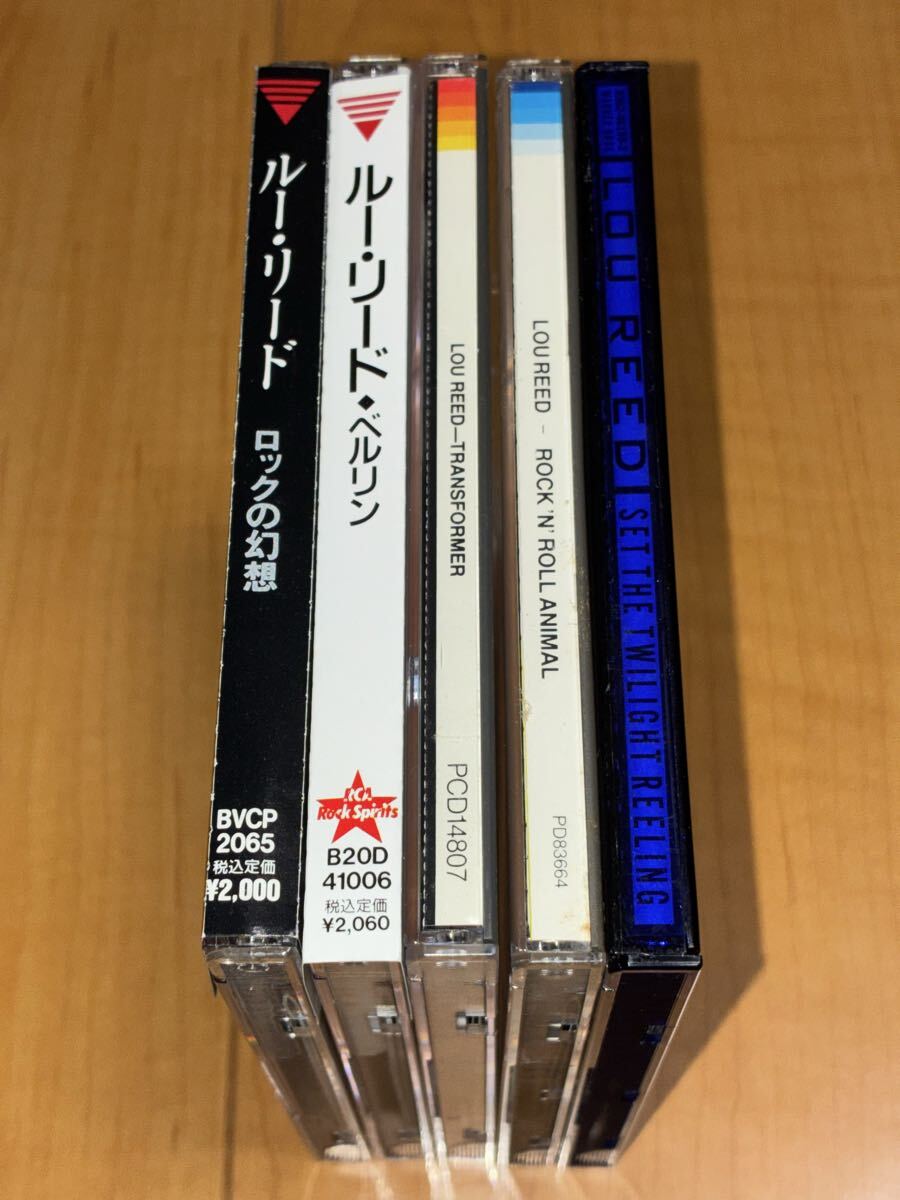 ルー・リード
ロックの幻想
BVCP
2065
税込定価
¥2,000
ルー・リード◆ベルリン
RCA
Rock Spirits
B20D
41006
税込定価
¥2,060
LOU REED—TRANSFORMER
PCD14807
LOU REED - ROCK 'N' ROLL ANIMAL
PD83664
LOU REED SET THE TWILIGHT REELING